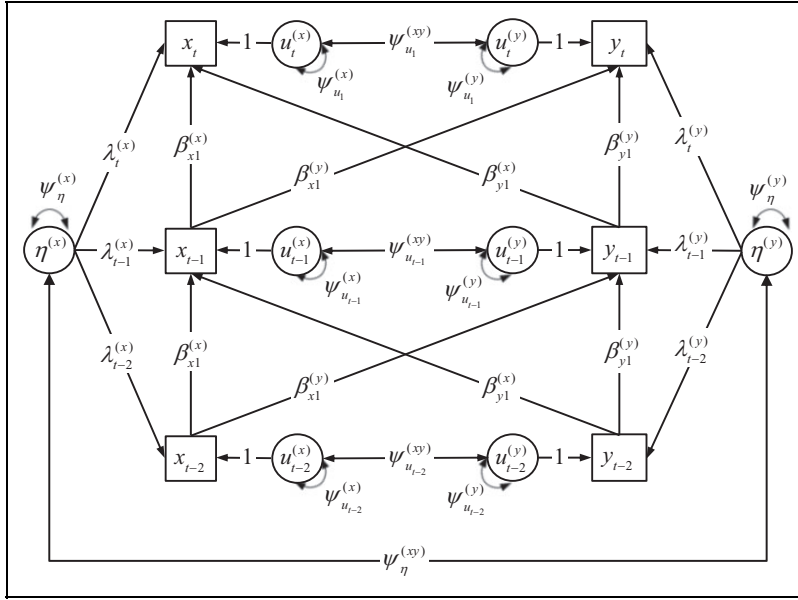 x_t 1 u_t^{(x)} ψ_{u_1}^{(xy)} u_t^{(y)} 1 y_t
ψ_{u_1}^{(x)} ψ_{u_1}^{(y)}
λ_t^{(x)} β_{x1}^{(x)} β_{x1}^{(y)} β_{y1}^{(x)} β_{y1}^{(y)} λ_t^{(y)}
ψ_η^{(x)} ψ_η^{(y)}
η^{(x)} λ_{t−1}^{(x)} x_{t−1} 1 u_{t−1}^{(x)} ψ_{u_{t−1}}^{(xy)} u_{t−1}^{(y)} 1 y_{t−1} λ_{t−1}^{(y)} η^{(y)}
ψ_{u_{t−1}}^{(x)} ψ_{u_{t−1}}^{(y)}
λ_{t−2}^{(x)} β_{x1}^{(x)} β_{x1}^{(y)} β_{y1}^{(x)} β_{y1}^{(y)} λ_{t−2}^{(y)}
x_{t−2} 1 u_{t−2}^{(x)} ψ_{u_{t−2}}^{(xy)} u_{t−2}^{(y)} 1 y_{t−2}
ψ_{u_{t−2}}^{(x)} ψ_{u_{t−2}}^{(y)}
ψ_η^{(xy)}